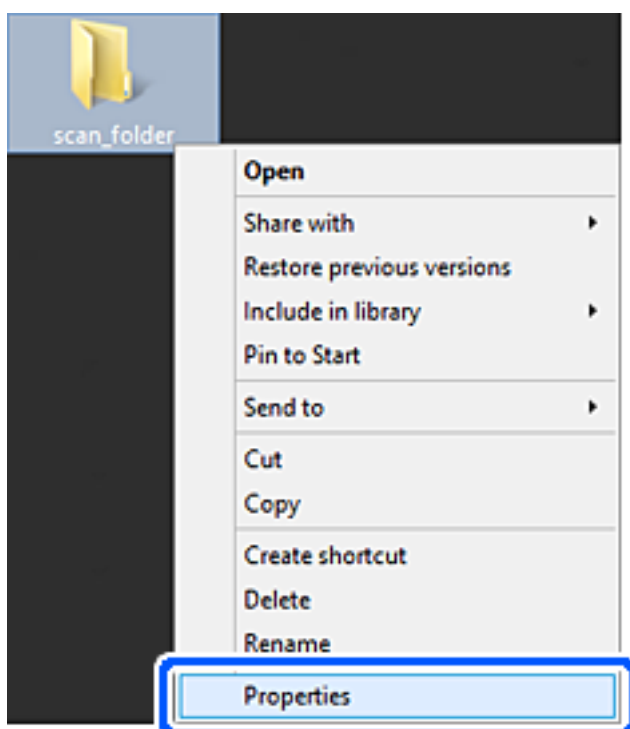 scan_folder
Open
Share with
Restore previous versions
Include in library
Pin to Start
Send to
Cut
Copy
Create shortcut
Delete
Rename
Properties